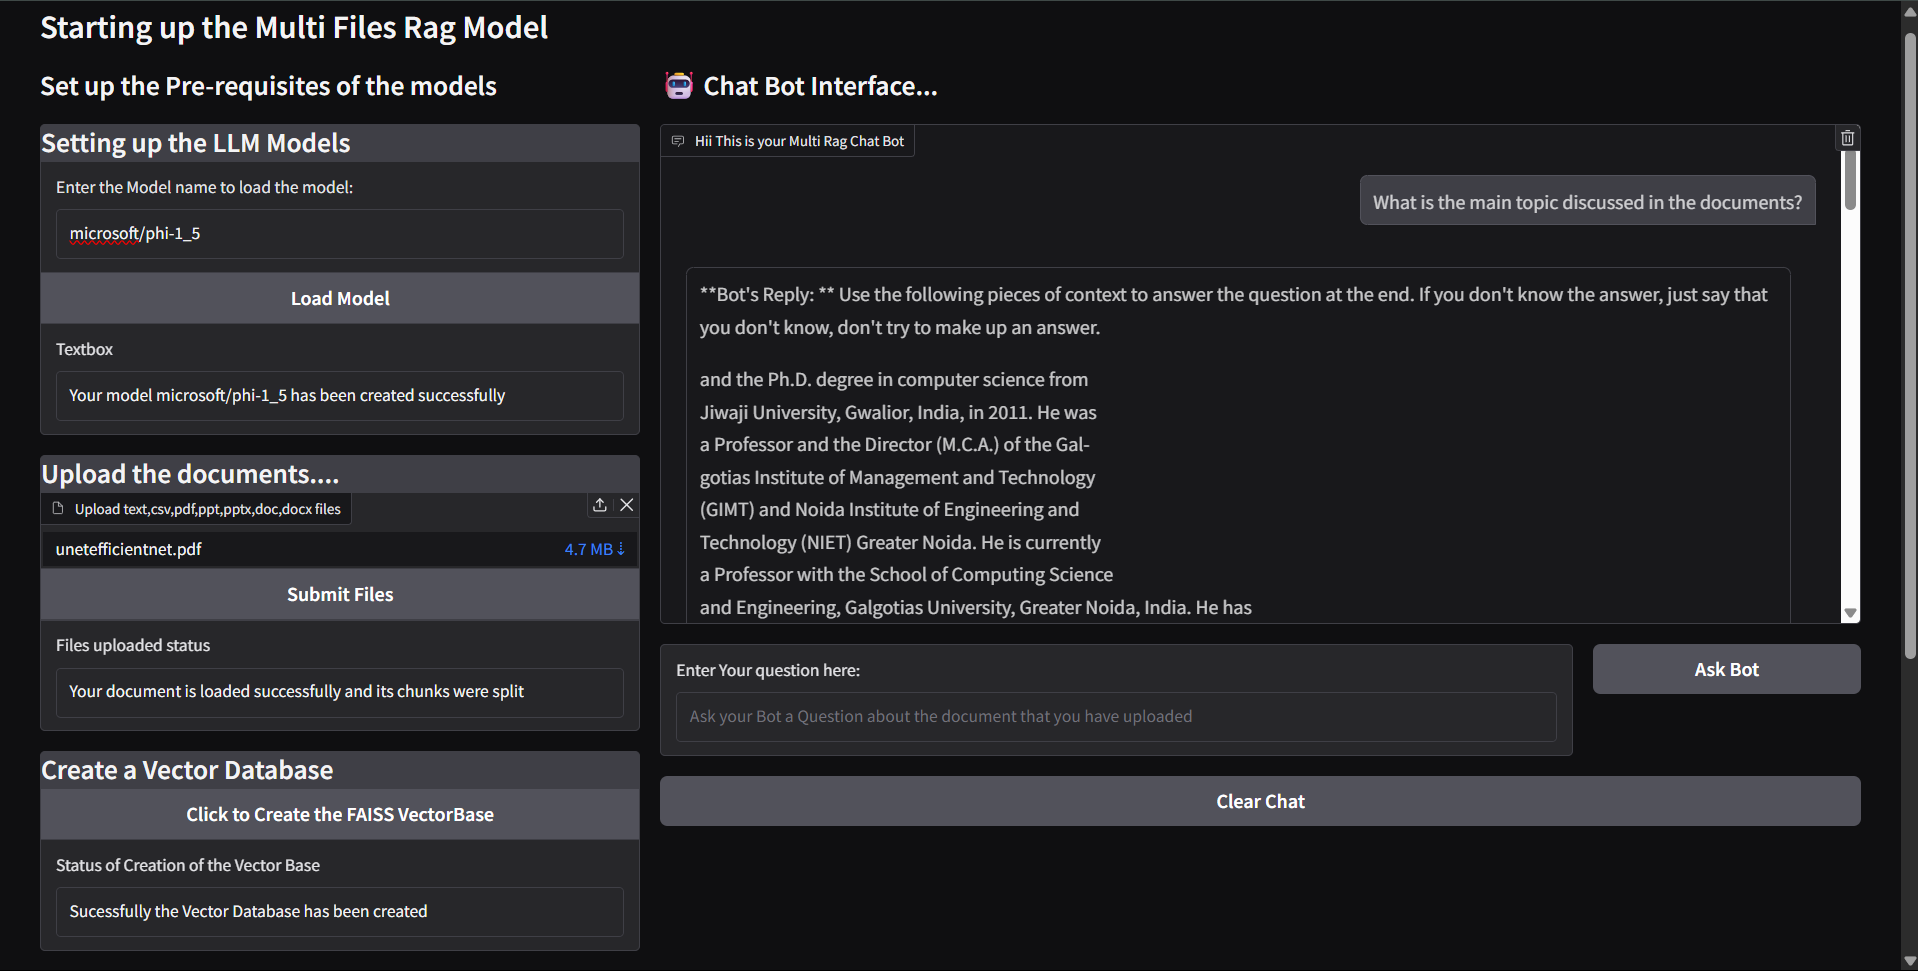 Starting up the Multi Files Rag Model
Set up the Pre-requisites of the models
Setting up the LLM Models
Enter the Model name to load the model:
microsoft/phi-1_5
Load Model
Textbox
Your model microsoft/phi-1_5 has been created successfully
Upload the documents....
Upload text,csv,pdf,ppt,pptx,doc,docx files
unetefficientnet.pdf
4.7 MB ⇣
Submit Files
Files uploaded status
Your document is loaded successfully and its chunks were split
Create a Vector Database
Click to Create the FAISS VectorBase
Status of Creation of the Vector Base
Sucessfully the Vector Database has been created
Chat Bot Interface...
Hii This is your Multi Rag Chat Bot
What is the main topic discussed in the documents?
**Bot's Reply: ** Use the following pieces of context to answer the question at the end. If you don't know the answer, just say that
you don't know, don't try to make up an answer.
and the Ph.D. degree in computer science from
Jiwaji University, Gwalior, India, in 2011. He was
a Professor and the Director (M.C.A.) of the Gal-
gotias Institute of Management and Technology
(GIMT) and Noida Institute of Engineering and
Technology (NIET) Greater Noida. He is currently
a Professor with the School of Computing Science
and Engineering, Galgotias University, Greater Noida, India. He has
Enter Your question here:
Ask your Bot a Question about the document that you have uploaded
Ask Bot
Clear Chat